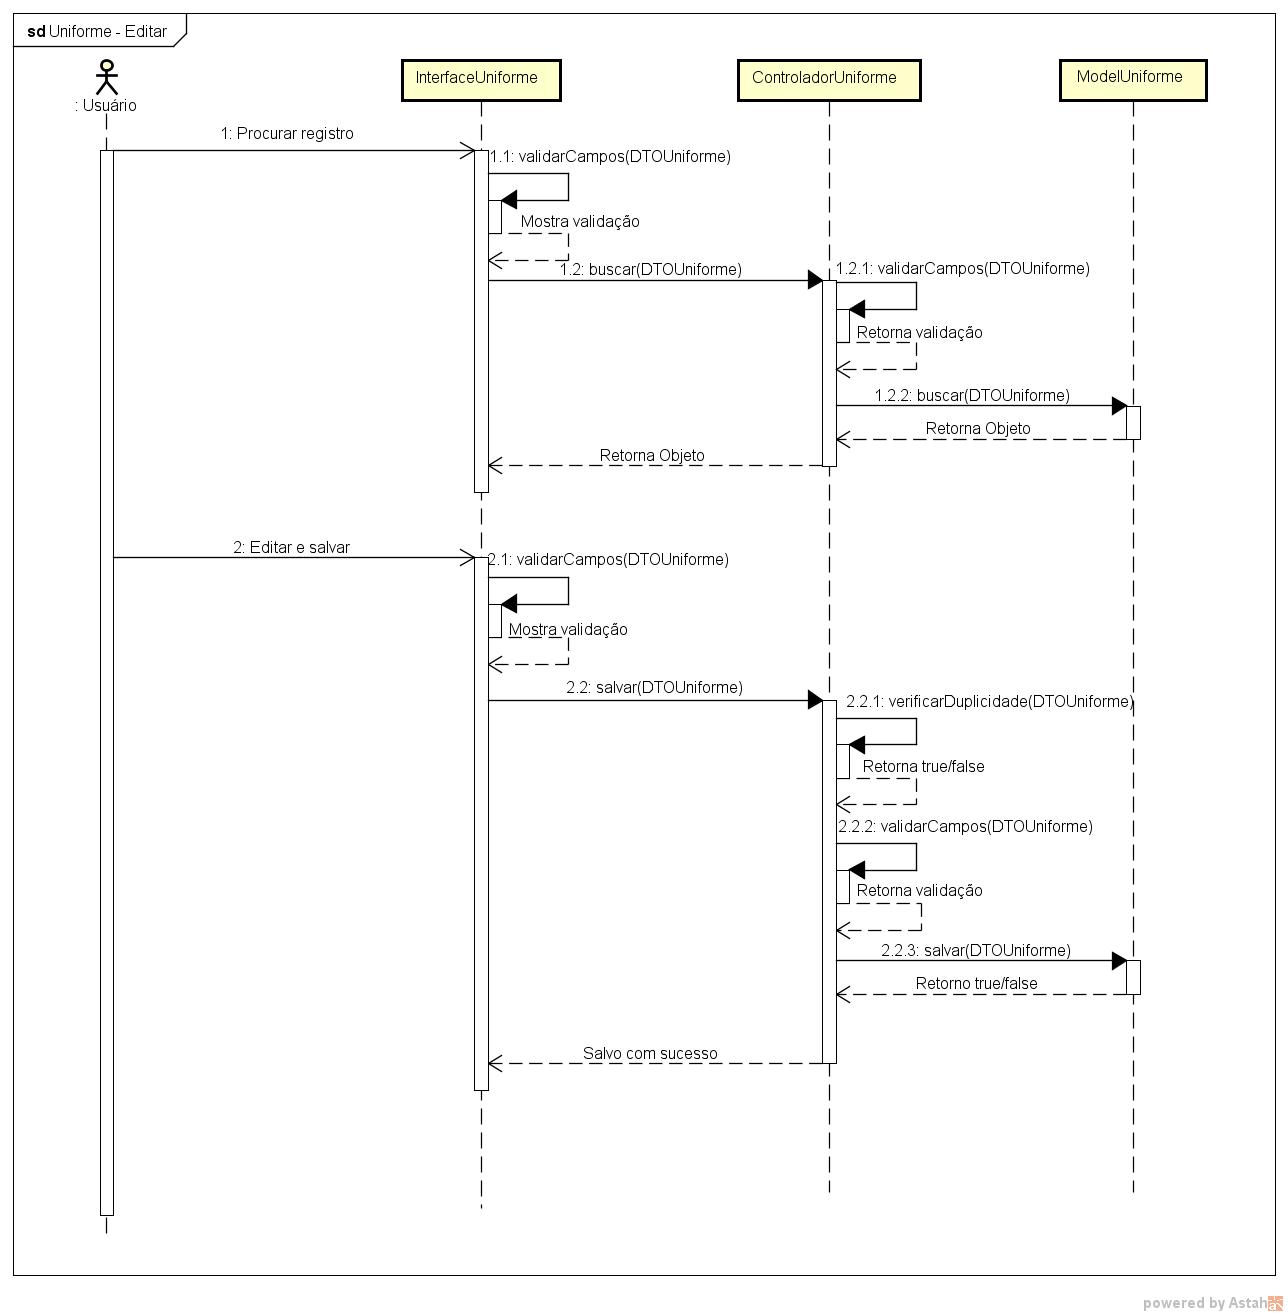 sd Uniforme - Editar
: Usuário
InterfaceUniforme
ControladorUniforme
ModelUniforme
1: Procurar registro
1.1: validarCampos(DTOUniforme)
Mostra validação
1.2: buscar(DTOUniforme)
1.2.1: validarCampos(DTOUniforme)
Retorna validação
1.2.2: buscar(DTOUniforme)
Retorna Objeto
Retorna Objeto
2: Editar e salvar
2.1: validarCampos(DTOUniforme)
Mostra validação
2.2: salvar(DTOUniforme)
2.2.1: verificarDuplicidade(DTOUniforme)
Retorna true/false
2.2.2: validarCampos(DTOUniforme)
Retorna validação
2.2.3: salvar(DTOUniforme)
Retorno true/false
Salvo com sucesso
powered by Astah